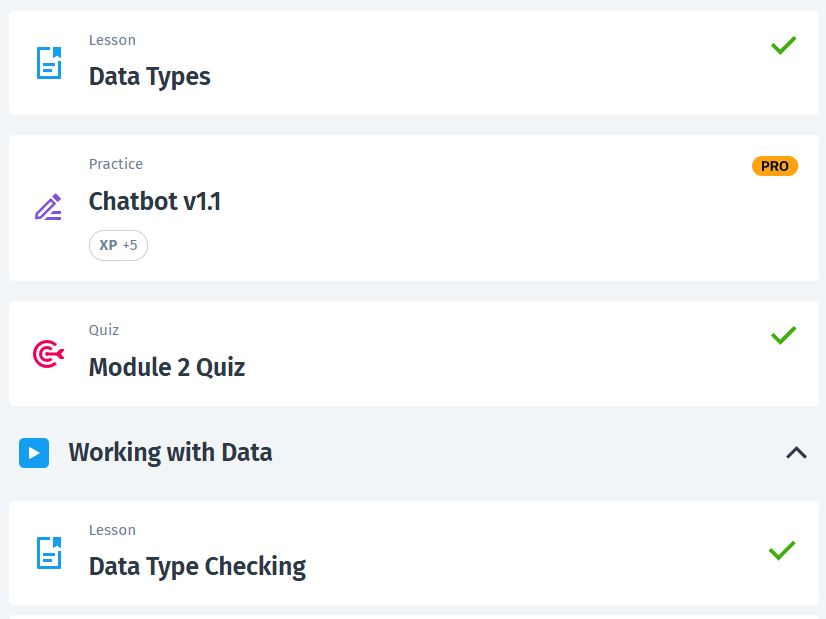 Lesson
Data Types
Practice
PRO
Chatbot v1.1
XP +5
Quiz
Module 2 Quiz
Working with Data
Lesson
Data Type Checking